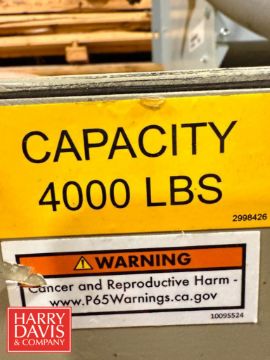 CAPACITY
4000 LBS
2998426
WARNING
Cancer and Reproductive Harm -
www.P65Warnings.ca.gov
10095524
HARRY
DAVIS
& COMPANY